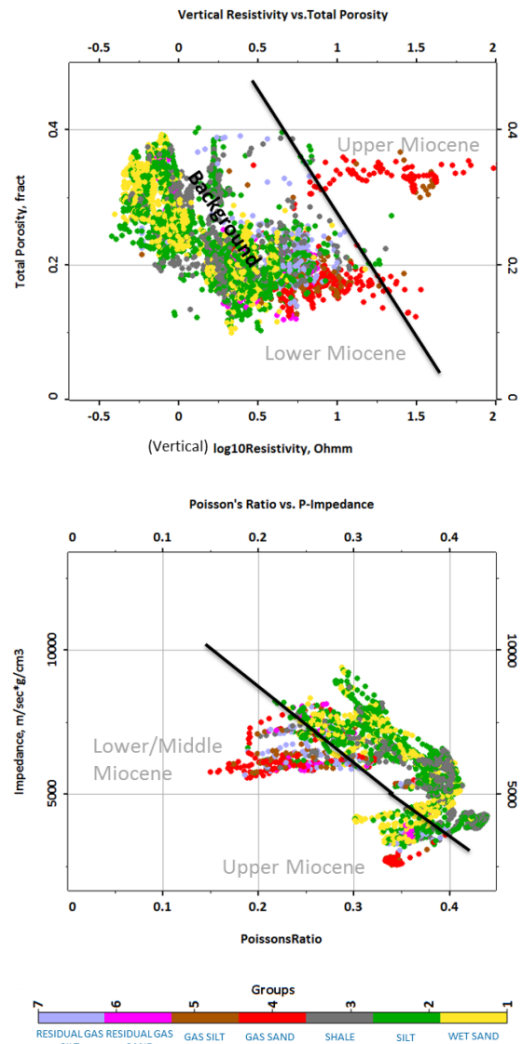 Vertical Resistivity vs.Total Porosity
-0.5 0 0.5 1 1.5 2
Total Porosity, fract
0.4 0.4
Upper Miocene
Background
0.2 0.2
Lower Miocene
0 0
-0.5 0 0.5 1 1.5 2
(Vertical) log10Resistivity, Ohmm
Poisson's Ratio vs. P-Impedance
0 0.1 0.2 0.3 0.4
Impedance, m/sec*g/cm3
10000 10000
Lower/Middle
Miocene
5000 5000
Upper Miocene
0 0.1 0.2 0.3 0.4
PoissonsRatio
Groups
7 6 5 4 3 2 1
RESIDUAL GAS RESIDUAL GAS GAS SILT GAS SAND SHALE SILT WET SAND